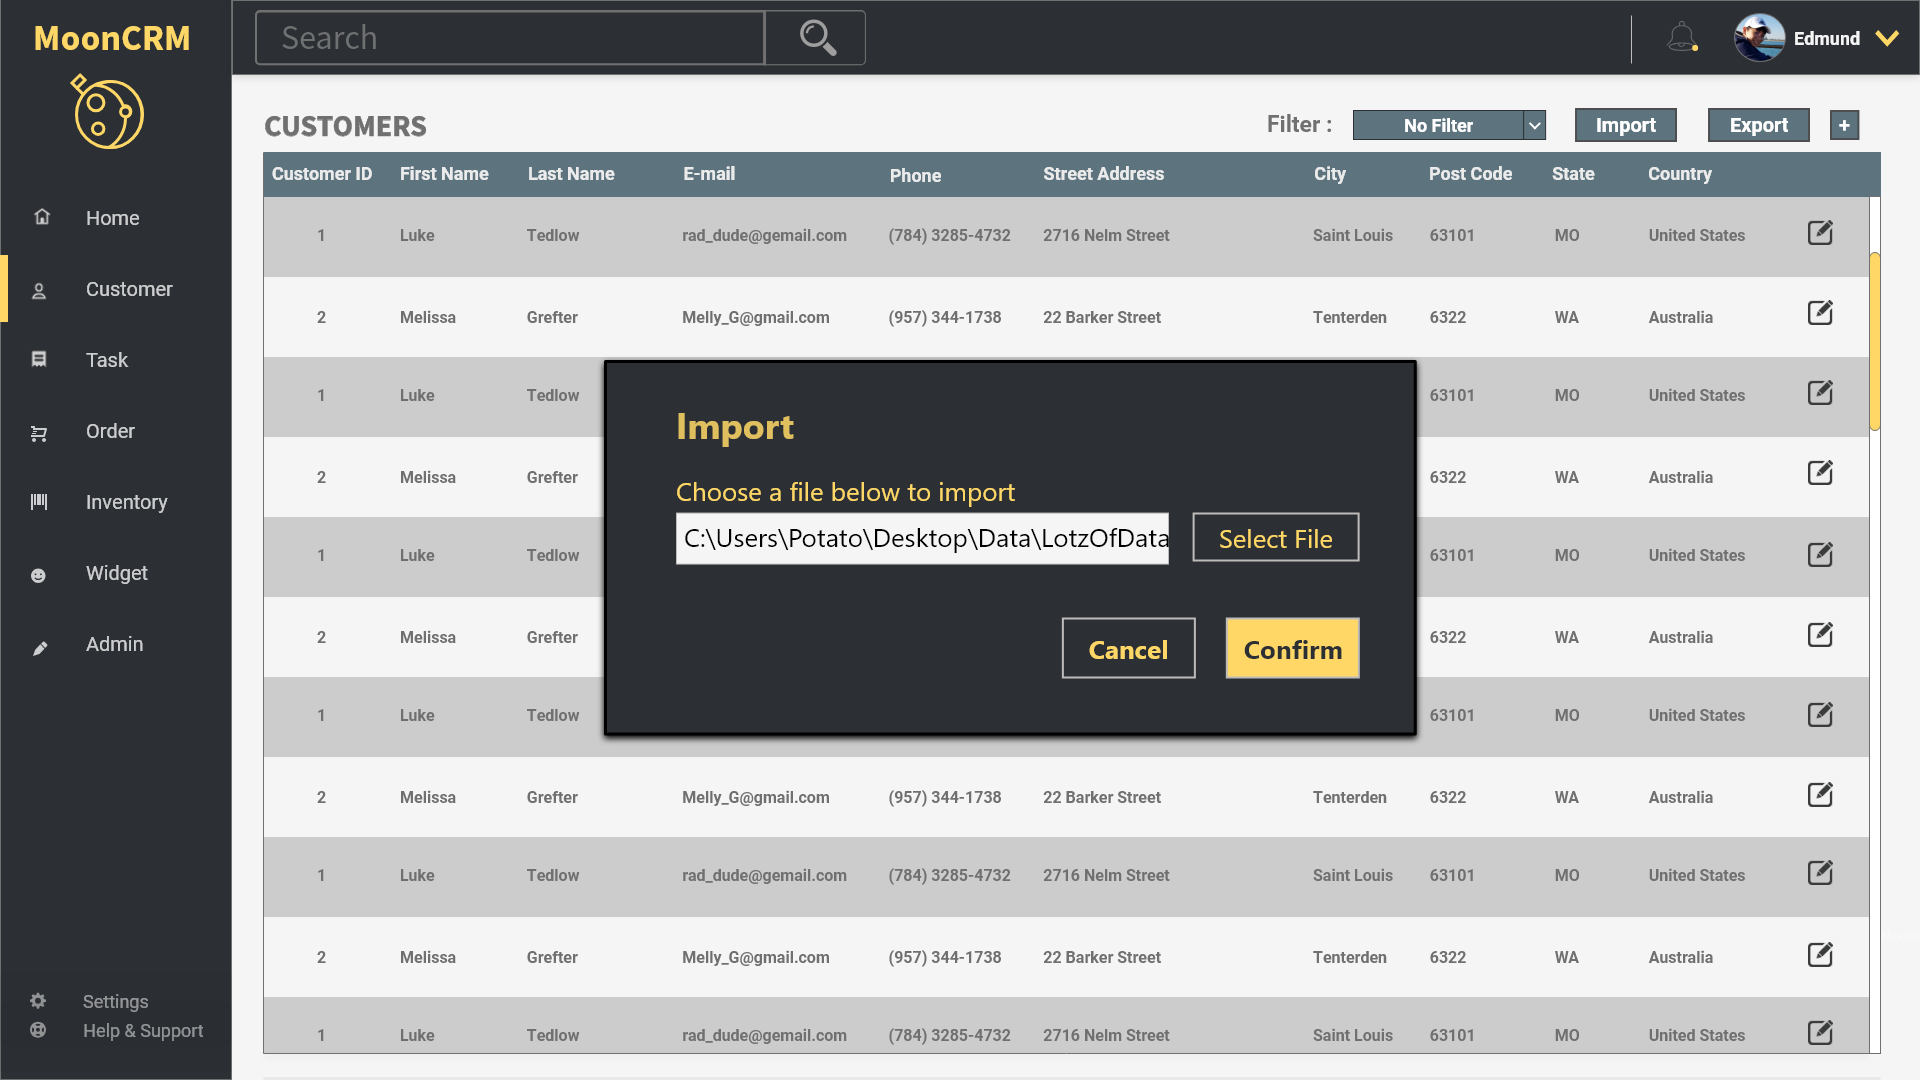 MoonCRM
Search
Edmund
Home
Customer
Task
Order
Inventory
Widget
Admin
Settings
Help & Support
CUSTOMERS
Filter :
No Filter
Import
Export
+
Customer ID First Name Last Name E-mail Phone Street Address City Post Code State Country
1 Luke Tedlow rad_dude@gemail.com (784) 3285-4732 2716 Nelm Street Saint Louis 63101 MO United States
2 Melissa Grefter Melly_G@gmail.com (957) 344-1738 22 Barker Street Tenterden 6322 WA Australia
1 Luke Tedlow 63101 MO United States
2 Melissa Grefter 6322 WA Australia
1 Luke Tedlow 63101 MO United States
2 Melissa Grefter 6322 WA Australia
1 Luke Tedlow 63101 MO United States
2 Melissa Grefter Melly_G@gmail.com (957) 344-1738 22 Barker Street Tenterden 6322 WA Australia
1 Luke Tedlow rad_dude@gemail.com (784) 3285-4732 2716 Nelm Street Saint Louis 63101 MO United States
2 Melissa Grefter Melly_G@gmail.com (957) 344-1738 22 Barker Street Tenterden 6322 WA Australia
1 Luke Tedlow rad_dude@gemail.com (784) 3285-4732 2716 Nelm Street Saint Louis 63101 MO United States
Import
Choose a file below to import
C:\Users\Potato\Desktop\Data\LotzOfData
Select File
Cancel
Confirm